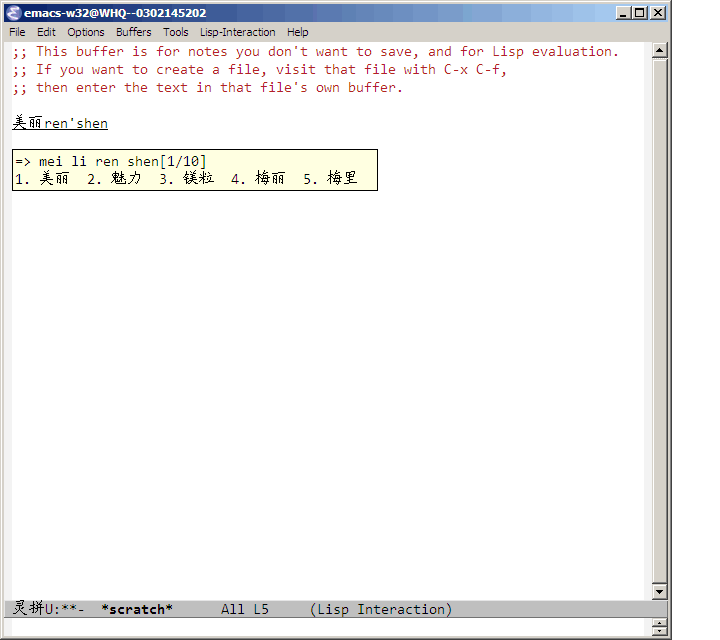 emacs-w32@WHQ--0302145202
File Edit Options Buffers Tools Lisp-Interaction Help
;; This buffer is for notes you don't want to save, and for Lisp evaluation.
;; If you want to create a file, visit that file with C-x C-f,
;; then enter the text in that file's own buffer.
美丽ren'shen
=> mei li ren shen[1/10]
1. 美丽 2. 魅力 3. 镁粒 4. 梅丽 5. 梅里
灵拼U:**- *scratch* All L5 (Lisp Interaction)